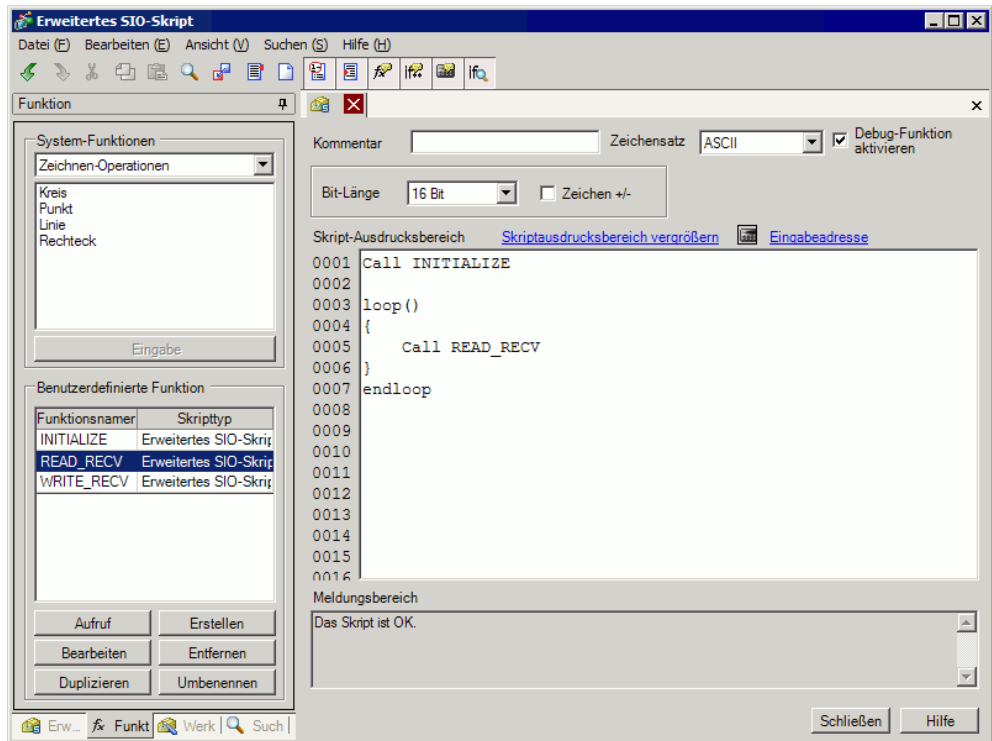 Erweitertes SIO-Skript
Datei (F) Bearbeiten (E) Ansicht (V) Suchen (S) Hilfe (H)
Funktion
System-Funktionen
Zeichnen-Operationen
Kreis
Punkt
Linie
Rechteck
Eingabe
Benutzerdefinierte Funktion
Funktionsnamer Skripttyp
INITIALIZE Erweitertes SIO-Skrip
READ_RECV Erweitertes SIO-Skrip
WRITE_RECV Erweitertes SIO-Skrip
Aufruf Erstellen
Bearbeiten Entfernen
Duplizieren Umbenennen
Erw... Funkt Werk Such
Kommentar Zeichensatz ASCII Debug-Funktion
aktivieren
Bit-Länge 16 Bit Zeichen +/-
Skript-Ausdrucksbereich Skriptausdrucksbereich vergrößern Eingabeadresse
0001 Call INITIALIZE
0002
0003 loop()
0004 {
0005 Call READ_RECV
0006 }
0007 endloop
0008
0009
0010
0011
0012
0013
0014
0015
0016
Meldungsbereich
Das Skript ist OK.
Schließen Hilfe